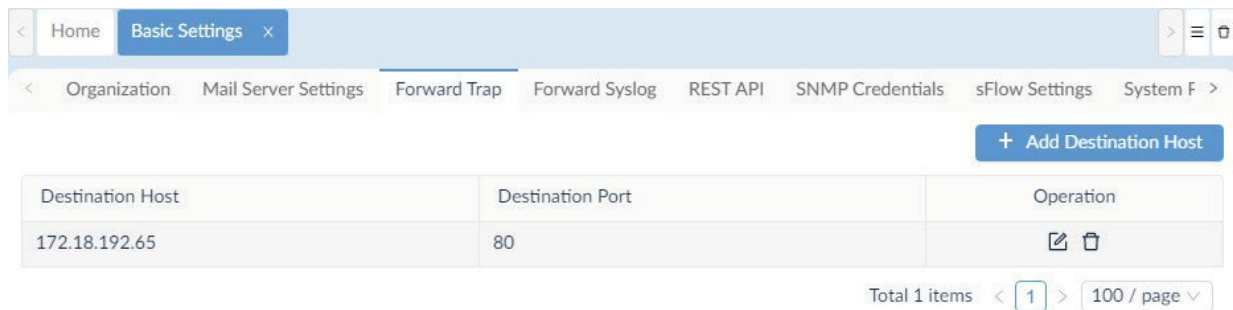 Home Basic Settings X
Organization Mail Server Settings Forward Trap Forward Syslog REST API SNMP Credentials sFlow Settings System
+ Add Destination Host
Destination Host Destination Port Operation
172.18.192.65 80
Total 1 items < 1 > 100 / page